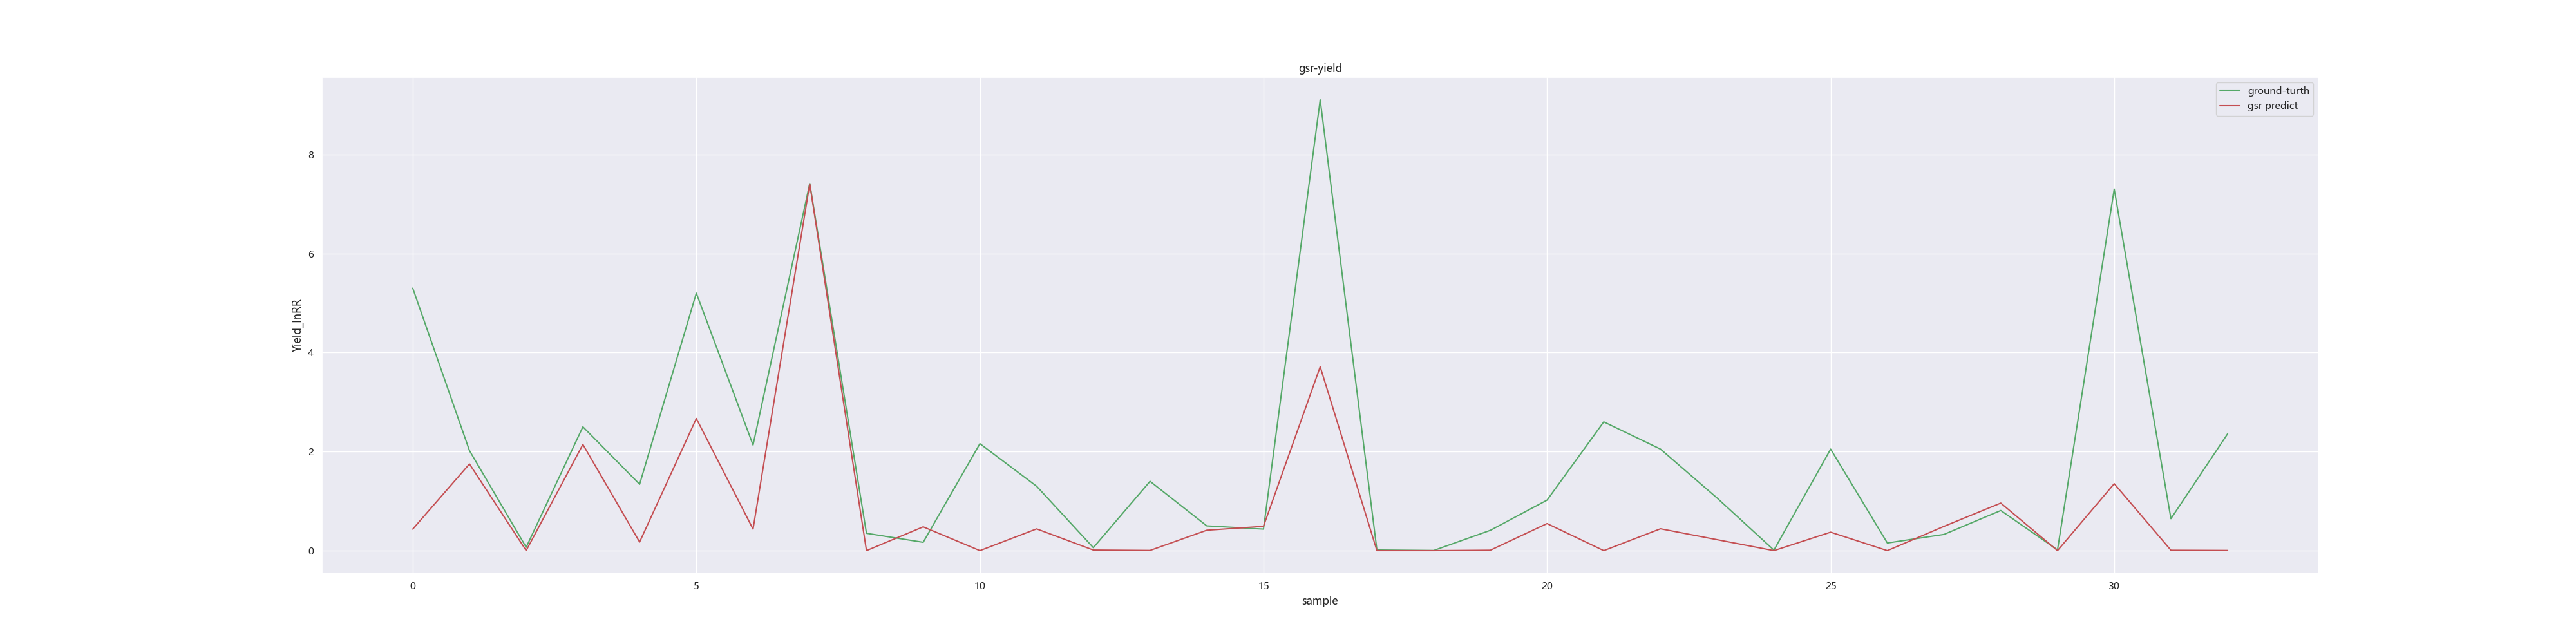 gsr-yield
ground-turth
gsr predict
8
6
4
2
0
Yield_lnRR
0 5 10 15 20 25 30
sample